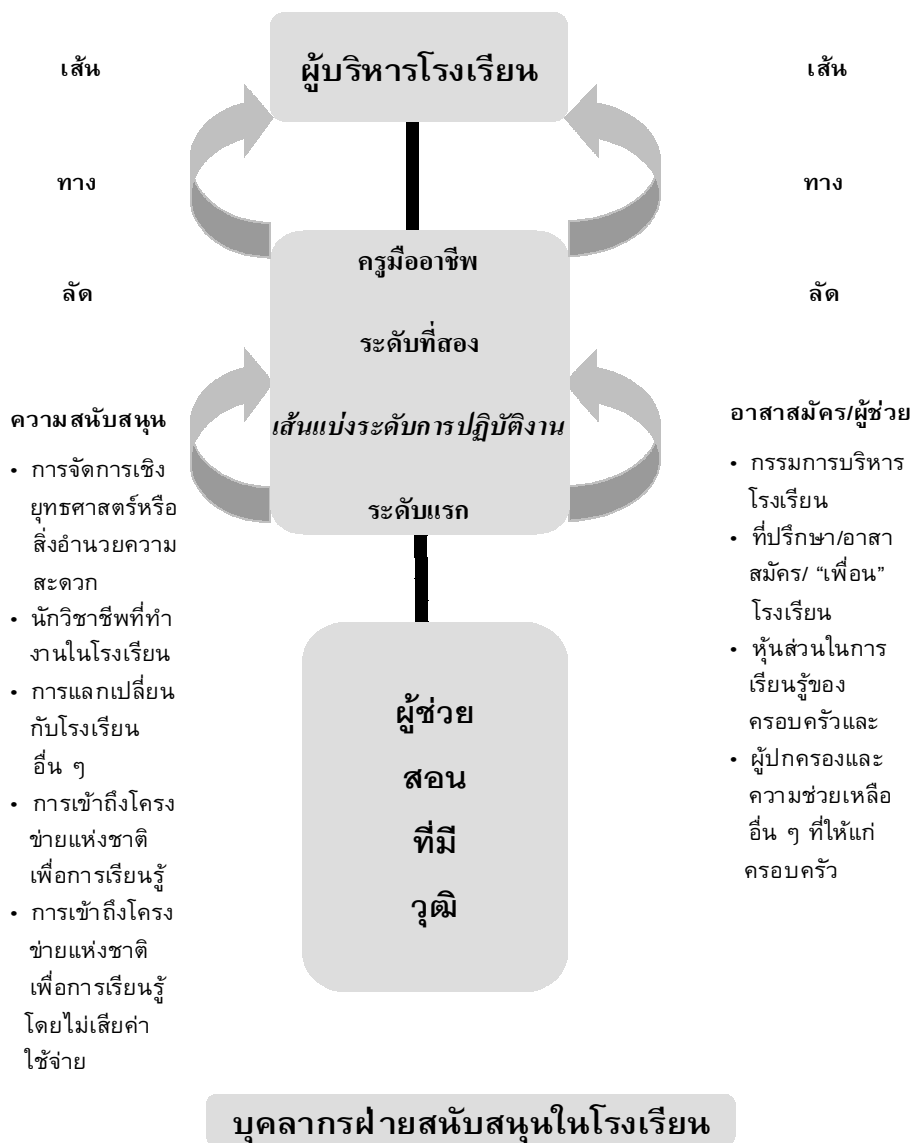 ผู้บริหารโรงเรียน
เส้น
ทาง
ลัด
เส้น
ทาง
ลัด
ครูมืออาชีพ
ระดับที่สอง
เส้นแบ่งระดับการปฏิบัติงาน
ระดับแรก
ความสนับสนุน
• การจัดการเชิง
ยุทธศาสตร์หรือ
สิ่งอำนวยความ
สะดวก
• นักวิชาชีพที่ทำ
งานในโรงเรียน
• การแลกเปลี่ยน
กับโรงเรียน
อื่น ๆ
• การเข้าถึงโครง
ข่ายแห่งชาติ
เพื่อการเรียนรู้
• การเข้าถึงโครง
ข่ายแห่งชาติ
เพื่อการเรียนรู้
โดยไม่เสียค่า
ใช้จ่าย
อาสาสมัคร/ผู้ช่วย
• กรรมการบริหาร
โรงเรียน
• ที่ปรึกษา/อาสา
สมัคร/ “เพื่อน”
โรงเรียน
• หุ้นส่วนในการ
เรียนรู้ของ
ครอบครัวและ
• ผู้ปกครองและ
ความช่วยเหลือ
อื่น ๆ ที่ให้แก่
ครอบครัว
ผู้ช่วย
สอน
ที่มี
วุฒิ
บุคลากรฝ่ายสนับสนุนในโรงเรียน